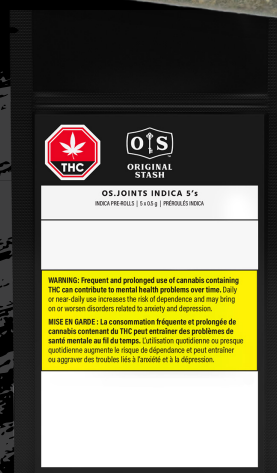 THC
O S
ORIGINAL
STASH
OS.JOINTS INDICA 5's
INDICA PRE-ROLLS | 5 x 0.5 g | PRÉROULÉS INDICA
WARNING: Frequent and prolonged use of cannabis containing
THC can contribute to mental health problems over time. Daily
or near-daily use increases the risk of dependence and may bring
on or worsen disorders related to anxiety and depression.
MISE EN GARDE : La consommation fréquente et prolongée de
cannabis contenant du THC peut entraîner des problèmes de
santé mentale au fil du temps. L'utilisation quotidienne ou presque
quotidienne augmente le risque de dépendance et peut entraîner
ou aggraver des troubles liés à l'anxiété et à la dépression.